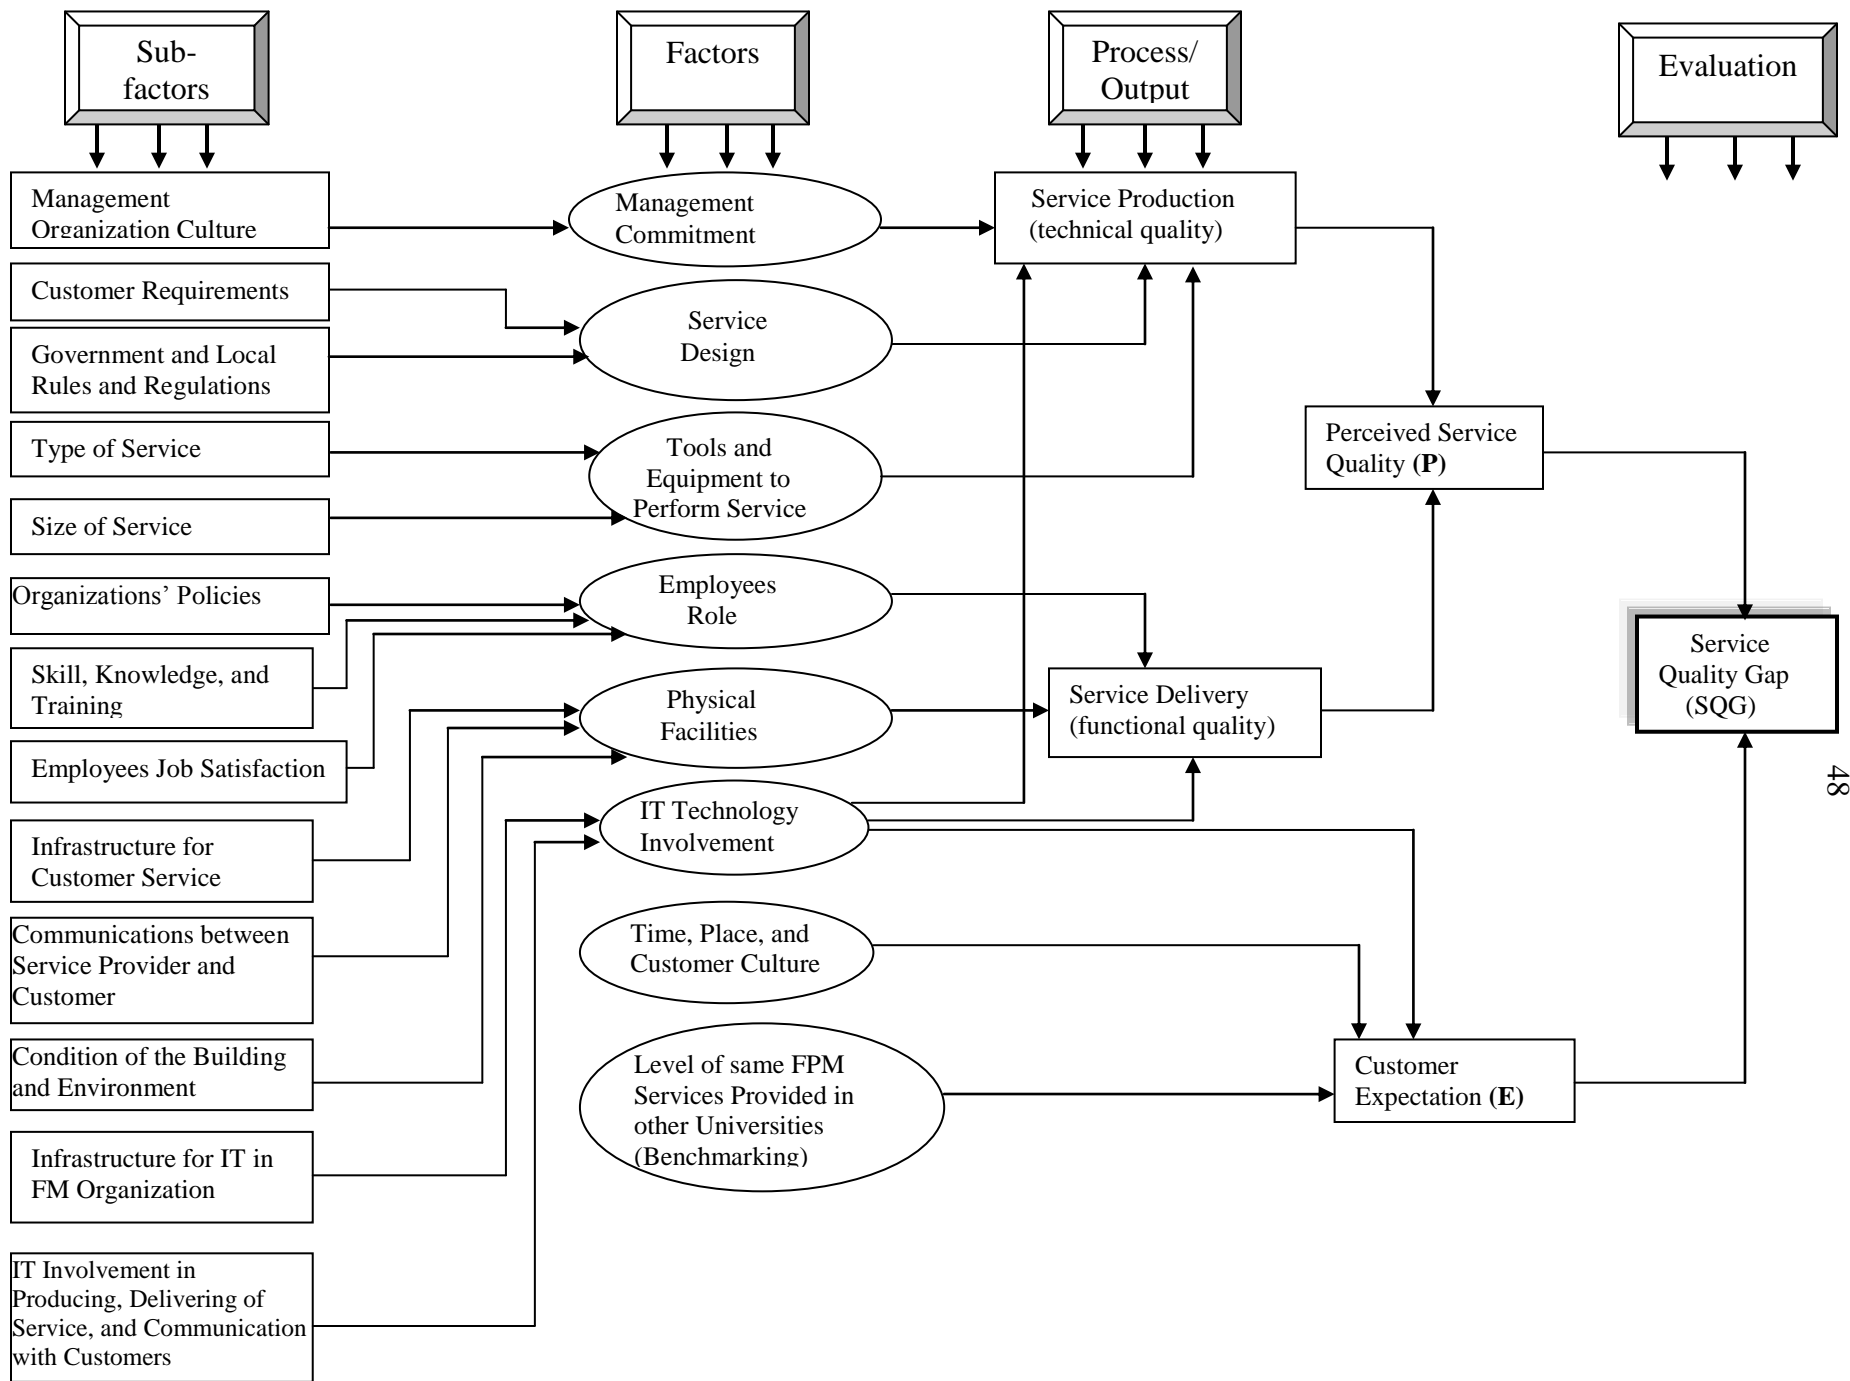 Sub-
factors
Factors
Process/
Output
Evaluation
Management
Organization Culture
Customer Requirements
Government and Local
Rules and Regulations
Type of Service
Size of Service
Organizations’ Policies
Skill, Knowledge, and
Training
Employees Job Satisfaction
Infrastructure for
Customer Service
Communications between
Service Provider and
Customer
Condition of the Building
and Environment
Infrastructure for IT in
FM Organization
IT Involvement in
Producing, Delivering of
Service, and Communication
with Customers
Management
Commitment
Service
Design
Tools and
Equipment to
Perform Service
Employees
Role
Physical
Facilities
IT Technology
Involvement
Time, Place, and
Customer Culture
Level of same FPM
Services Provided in
other Universities
(Benchmarking)
Service Production
(technical quality)
Service Delivery
(functional quality)
Perceived Service
Quality (P)
Customer
Expectation (E)
Service
Quality Gap
(SQG)
48